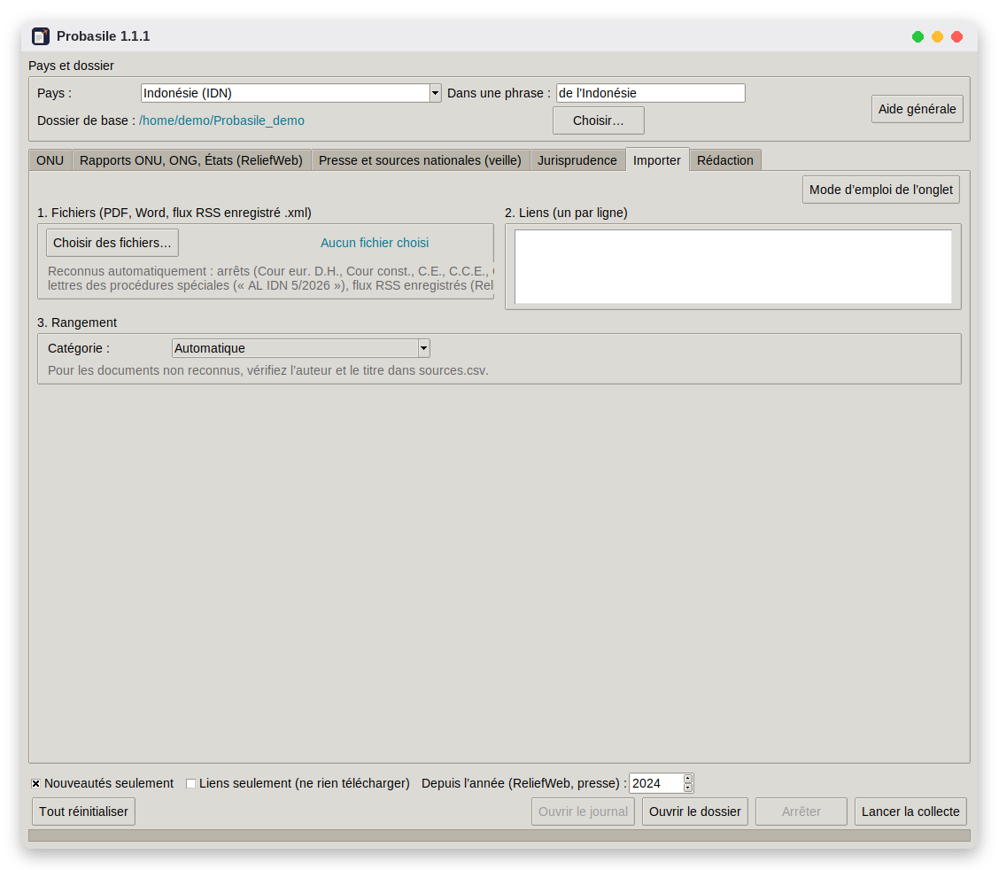 Probasile 1.1.1
Pays et dossier
Pays :
Indonésie (IDN)
Dans une phrase :
de l’Indonésie
Aide générale
Dossier de base : /home/demo/Probasile_demo
Choisir…
ONU
Rapports ONU, ONG, États (ReliefWeb)
Presse et sources nationales (veille)
Jurisprudence
Importer
Rédaction
Mode d’emploi de l’onglet
1. Fichiers (PDF, Word, flux RSS enregistré .xml)
Choisir des fichiers…
Aucun fichier choisi
Reconnus automatiquement : arrêts (Cour eur. D.H., Cour const., C.E., C.C.E.,
lettres des procédures spéciales (« AL IDN 5/2026 »), flux RSS enregistrés (Rel
2. Liens (un par ligne)
3. Rangement
Catégorie :
Automatique
Pour les documents non reconnus, vérifiez l’auteur et le titre dans sources.csv.
Nouveautés seulement
Liens seulement (ne rien télécharger)
Depuis l’année (ReliefWeb, presse) :
2024
Tout réinitialiser
Ouvrir le journal
Ouvrir le dossier
Arrêter
Lancer la collecte